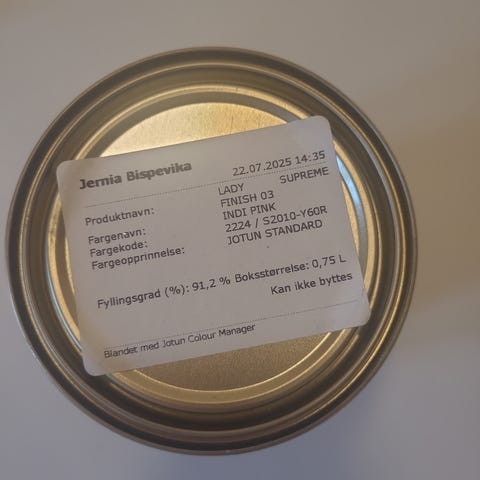 Jernia Bispevika
22.07.2025 14:35
Produktnavn: LADY SUPREME
FINISH 03
Fargenavn: INDI PINK
Fargekode: 2224 / S2010-Y60R
Fargeopprinnelse: JOTUN STANDARD
Fyllingsgrad (%): 91,2 % Boksstørrelse: 0,75 L
Kan ikke byttes
Blandet med Jotun Colour Manager